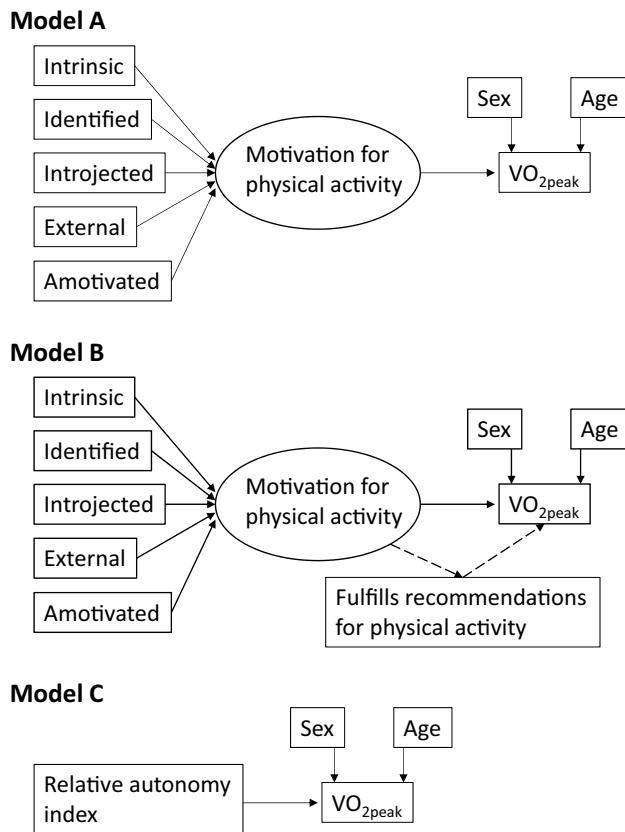 Model A
Intrinsic
Identified
Introjected
External
Amotivated
Motivation for
physical activity
Sex
Age
VO2peak
Model B
Intrinsic
Identified
Introjected
External
Amotivated
Motivation for
physical activity
Sex
Age
VO2peak
Fulfills recommendations
for physical activity
Model C
Relative autonomy
index
Sex
Age
VO2peak